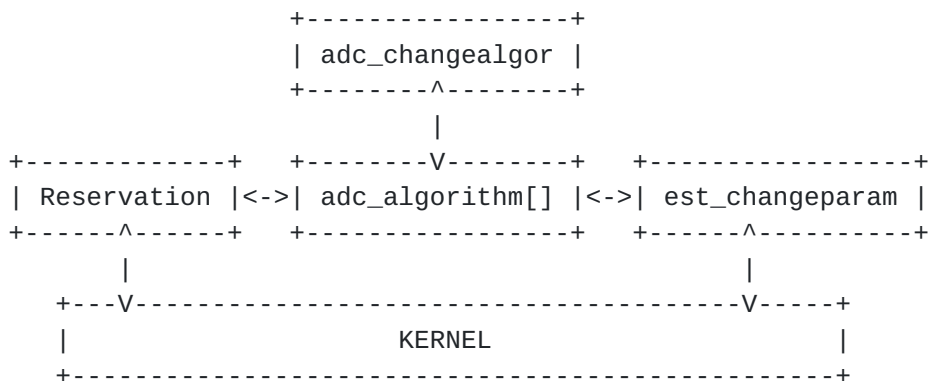 +-----------------+
                  | adc_changealgor |
                  +--------^--------+
                           |
+-------------+   +--------V--------+   +------------------+
| Reservation |<->| adc_algorithm[] |<->| est_changeparam |
+------^------+   +-----------------+   +------^----------+
       |                                       |
   +---V---------------------------------------V-----+
   |                     KERNEL                      |
   +-------------------------------------------------+